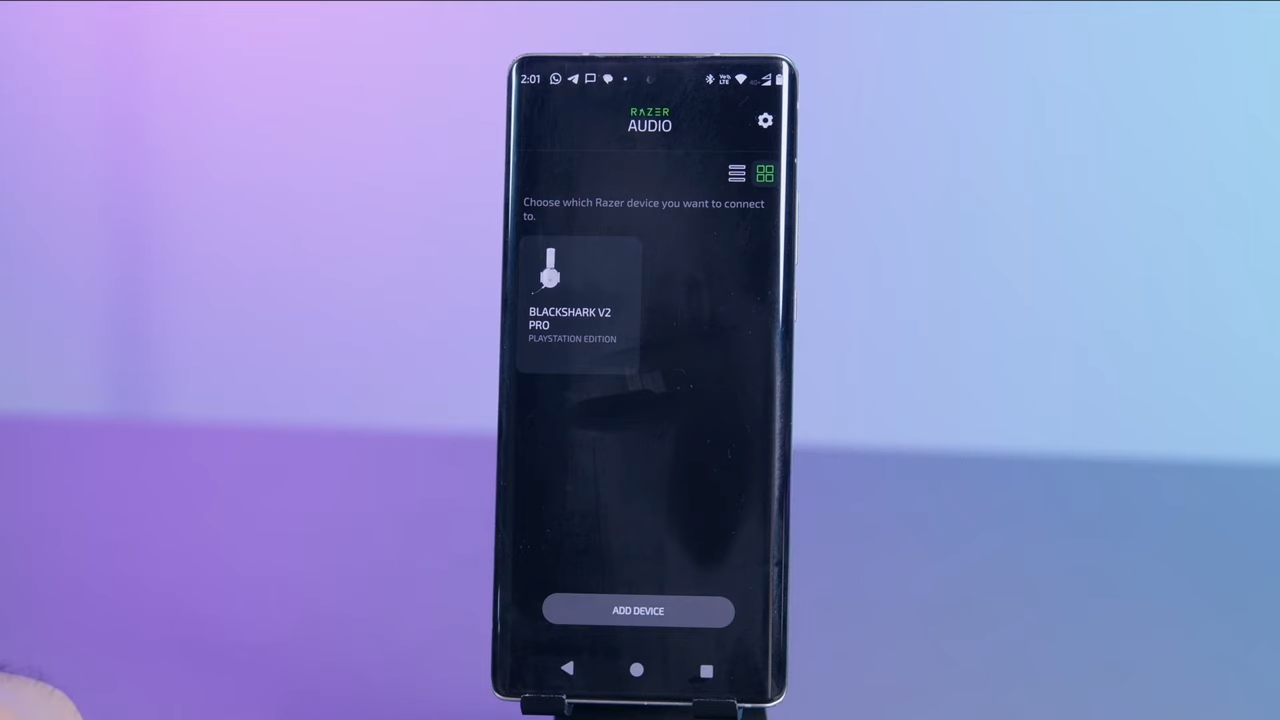 2:01
VoLTE
RAZER
AUDIO
Choose which Razer device you want to connect
to.
BLACKSHARK V2
PRO
PLAYSTATION EDITION
ADD DEVICE